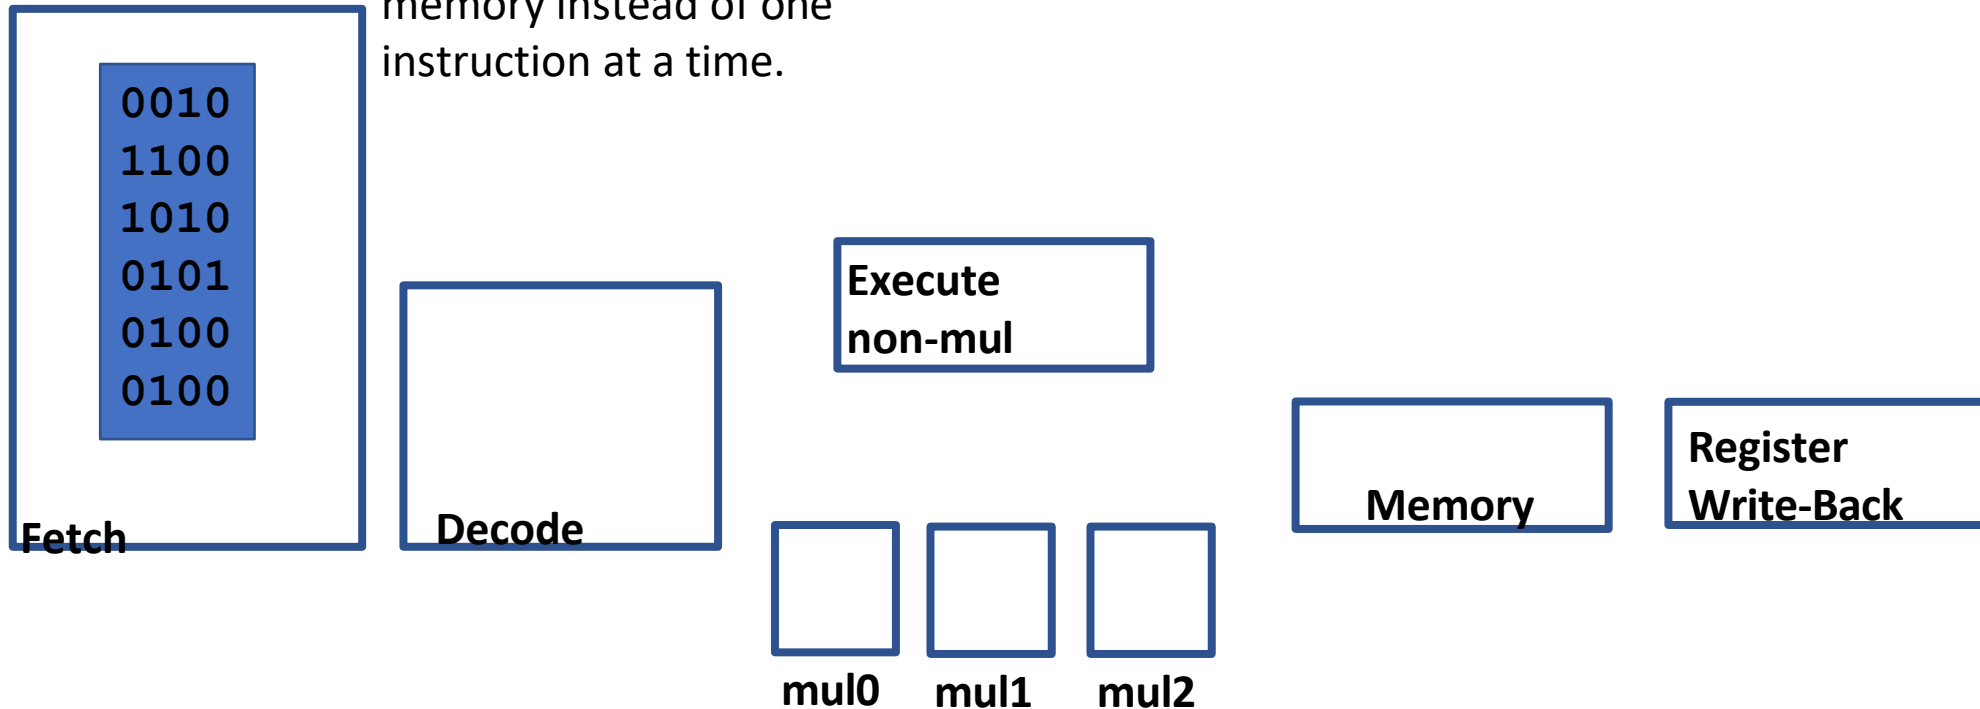 memory instead of one
instruction at a time.
0010
1100
1010
0101
0100
0100
Fetch
Decode
Execute
non-mul
mul0
mul1
mul2
Memory
Register
Write-Back